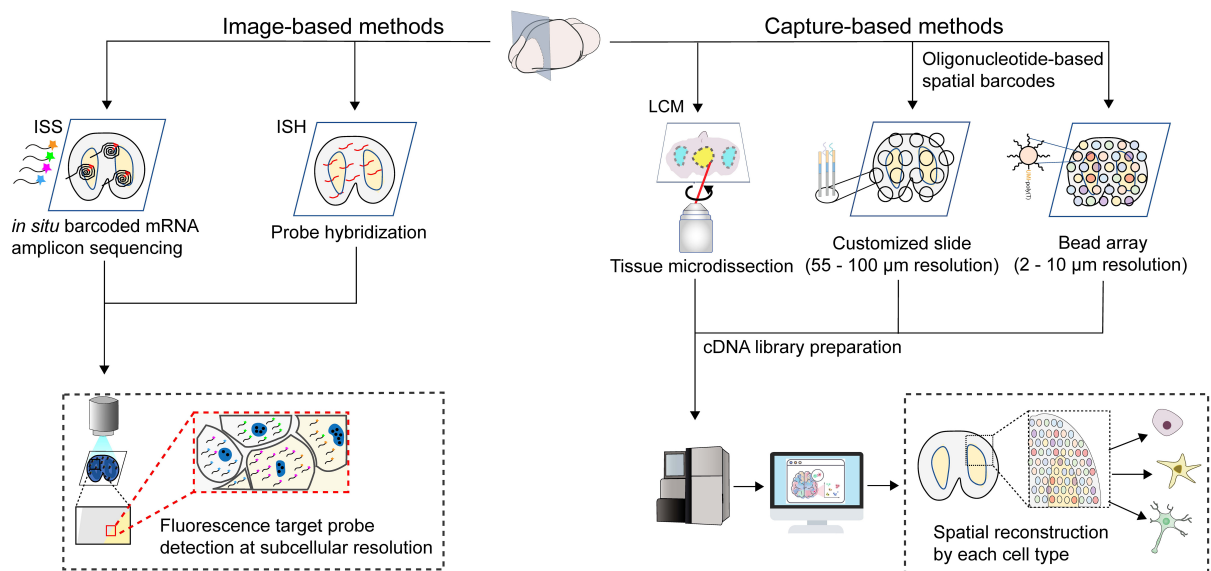 Image-based methods
Capture-based methods
Oligonucleotide-based
spatial barcodes
ISS
ISH
LCM
in situ barcoded mRNA
amplicon sequencing
Probe hybridization
Tissue microdissection
Customized slide
(55 - 100 µm resolution)
Bead array
(2 - 10 µm resolution)
cDNA library preparation
Fluorescence target probe
detection at subcellular resolution
Spatial reconstruction
by each cell type